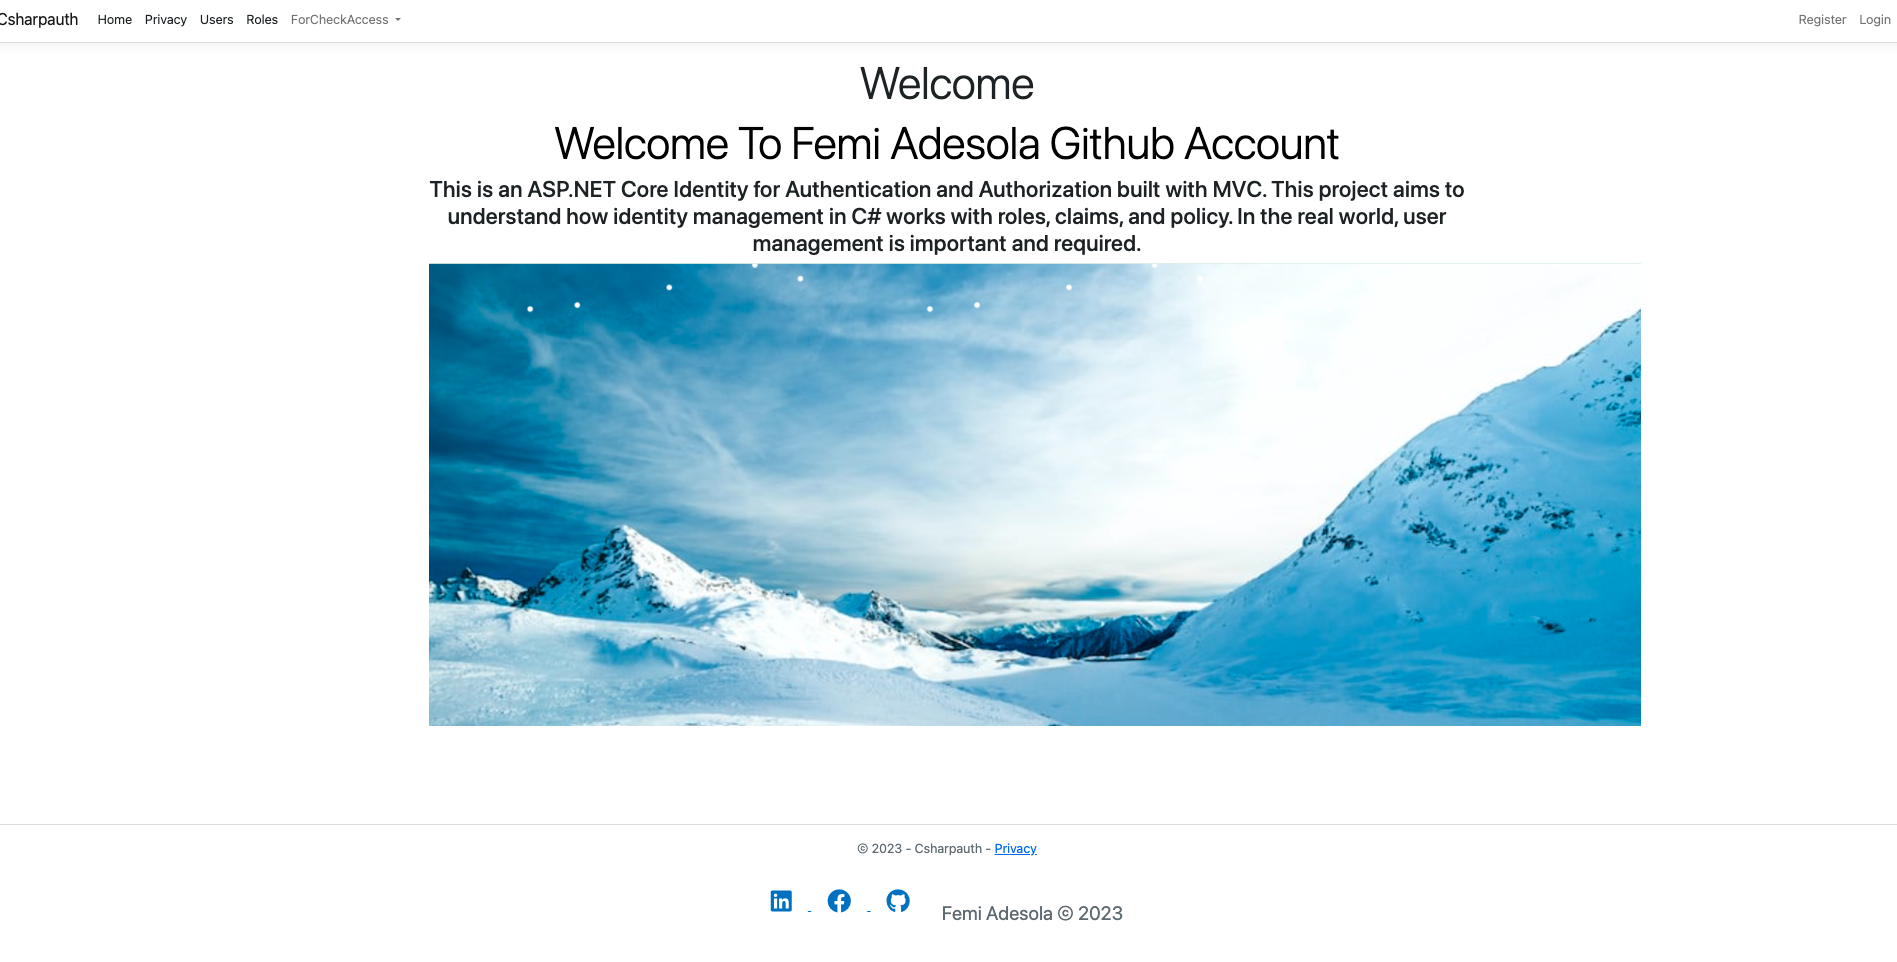 Csharpauth Home Privacy Users Roles ForCheckAccess Register Login
Welcome
Welcome To Femi Adesola Github Account
This is an ASP.NET Core Identity for Authentication and Authorization built with MVC. This project aims to
understand how identity management in C# works with roles, claims, and policy. In the real world, user
management is important and required.
© 2023 - Csharpauth - Privacy
Femi Adesola © 2023